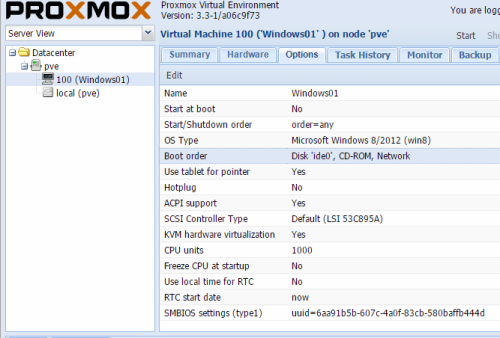 PROXMOX
Proxmox Virtual Environment
Version: 3.3-1/a06c9f73
You are logg
Server View
Virtual Machine 100 ('Windows01' ) on node 'pve'
Start Shu
Datacenter
pve
100 (Windows01)
local (pve)
Summary Hardware Options Task History Monitor Backup
Edit
Name Windows01
Start at boot No
Start/Shutdown order order=any
OS Type Microsoft Windows 8/2012 (win8)
Boot order Disk 'ide0', CD-ROM, Network
Use tablet for pointer Yes
Hotplug No
ACPI support Yes
SCSI Controller Type Default (LSI 53C895A)
KVM hardware virtualization Yes
CPU units 1000
Freeze CPU at startup No
Use local time for RTC No
RTC start date now
SMBIOS settings (type1) uuid=6aa91b5b-607c-4a0f-83cb-580baffb444d